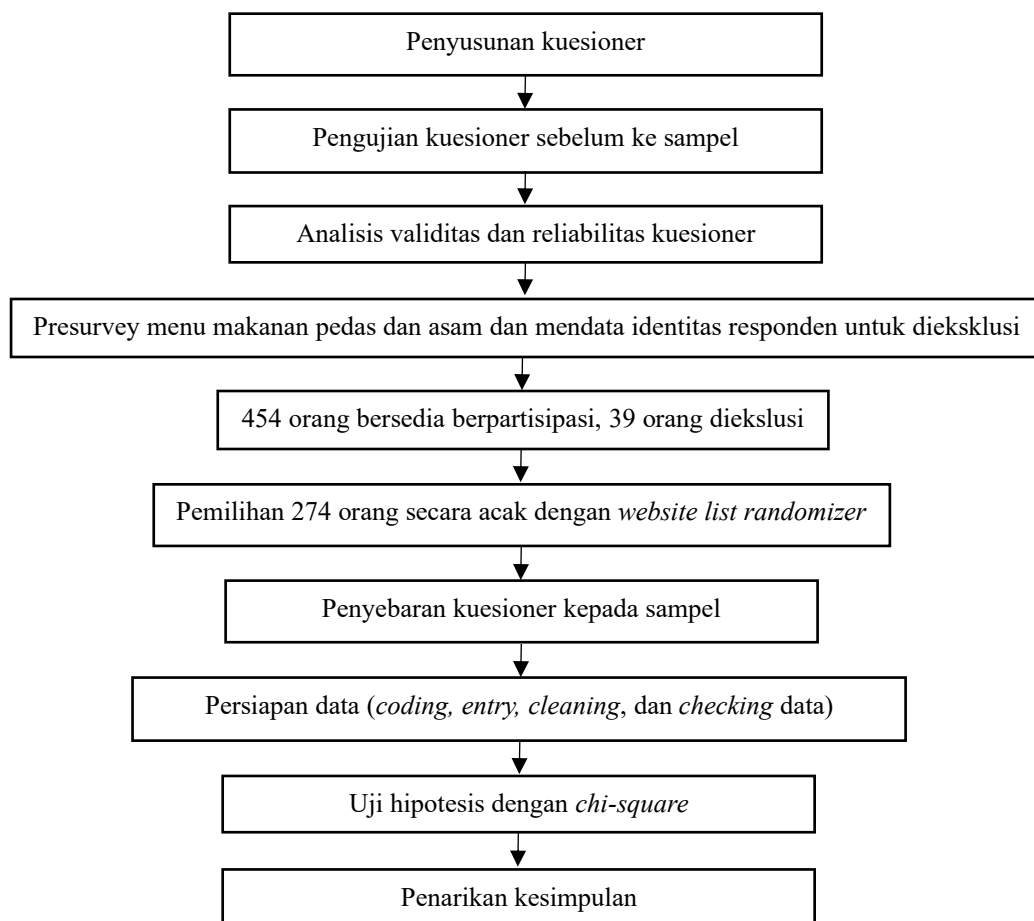 Penyusunan kuesioner
Pengujian kuesioner sebelum ke sampel
Analisis validitas dan reliabilitas kuesioner
Presurvey menu makanan pedas dan asam dan mendata identitas responden untuk dieksklusi
454 orang bersedia berpartisipasi, 39 orang diekslusi
Pemilihan 274 orang secara acak dengan website list randomizer
Penyebaran kuesioner kepada sampel
Persiapan data (coding, entry, cleaning, dan checking data)
Uji hipotesis dengan chi-square
Penarikan kesimpulan